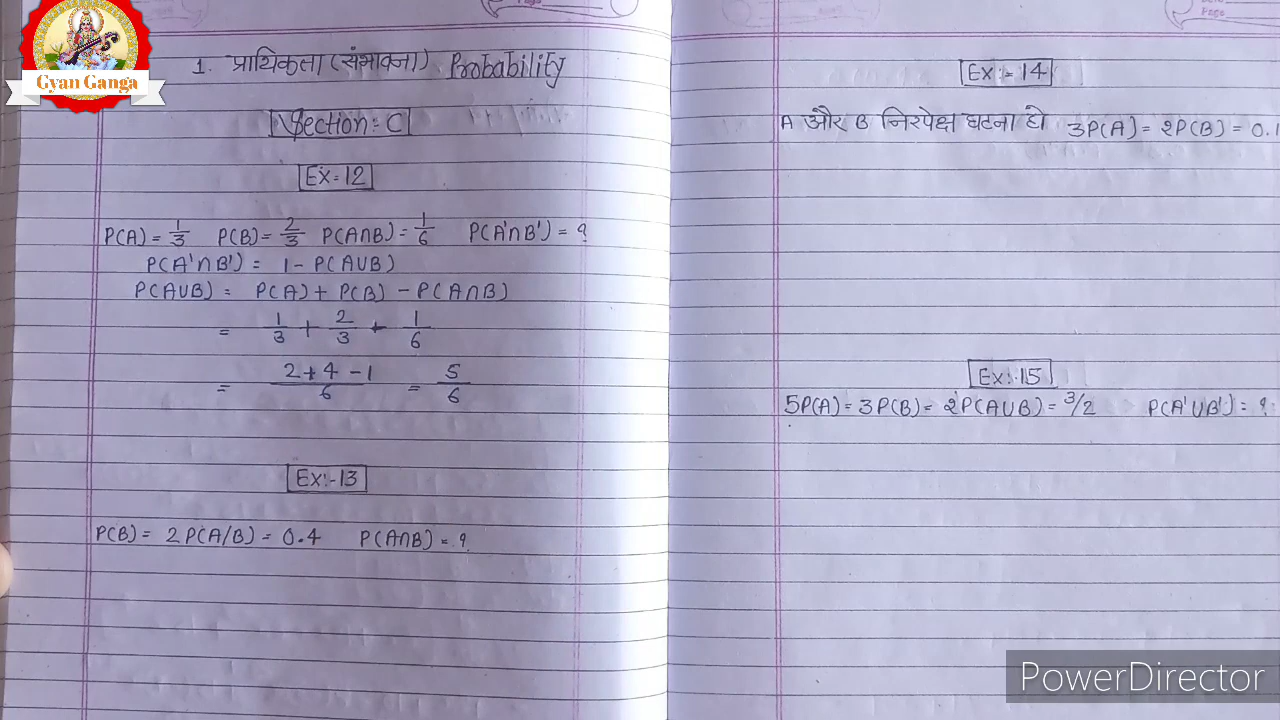 Gyan Ganga
1. प्रायिकता (संभावना) Probability
Section:- C
Ex:-12
P(A) = 1/3 P(B) = 2/3 P(A∩B) = 1/6 P(A'∩B') = ?
P(A'∩B') = 1 - P(A∪B)
P(A∪B) = P(A) + P(B) - P(A∩B)
= 1/3 + 2/3 - 1/6
= 2+4-1/6 = 5/6
Ex:-13
P(B) = 2P(A/B) = 0.4 P(A∩B) = ?
Page
Page
Ex:-14
A और B निरपेक्ष घटना हो 3P(A) = 2P(B) = 0.1
Ex:-15
5P(A) = 3P(B) = 2P(A∪B) = 3/2 P(A'∪B') = ?
PowerDirector